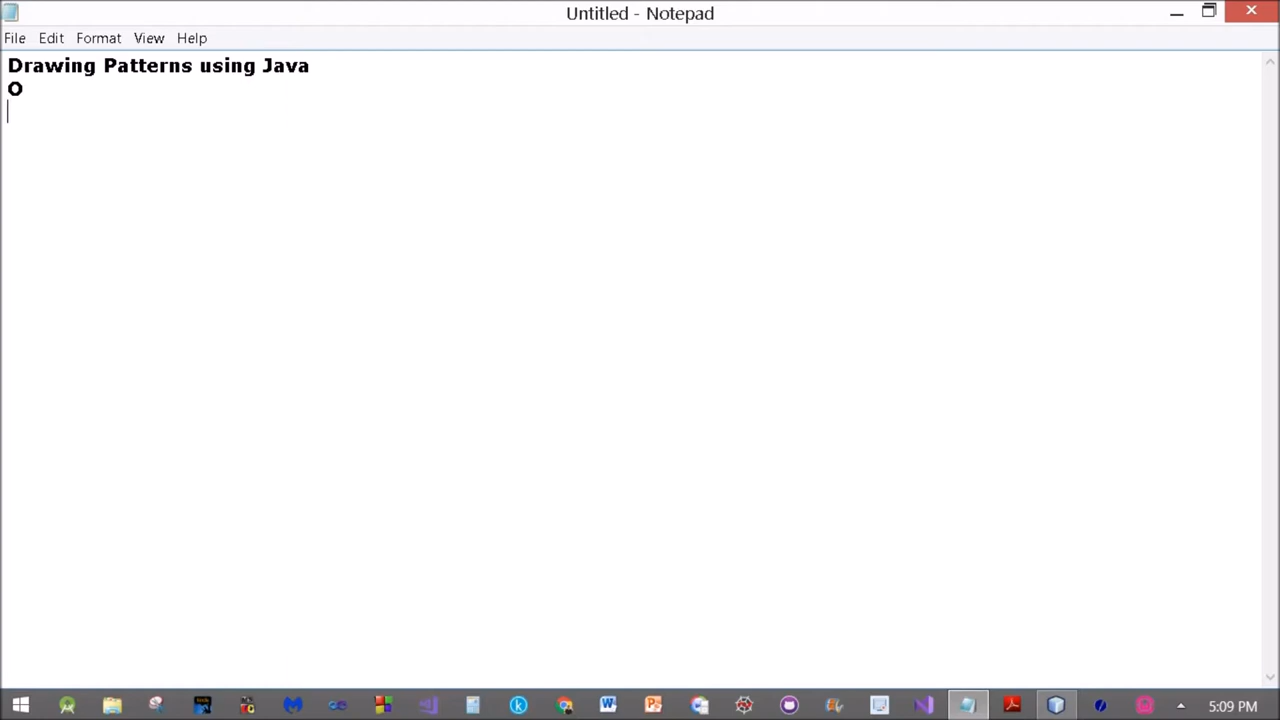 Untitled - Notepad
File Edit Format View Help
Drawing Patterns using Java
O
5:09 PM